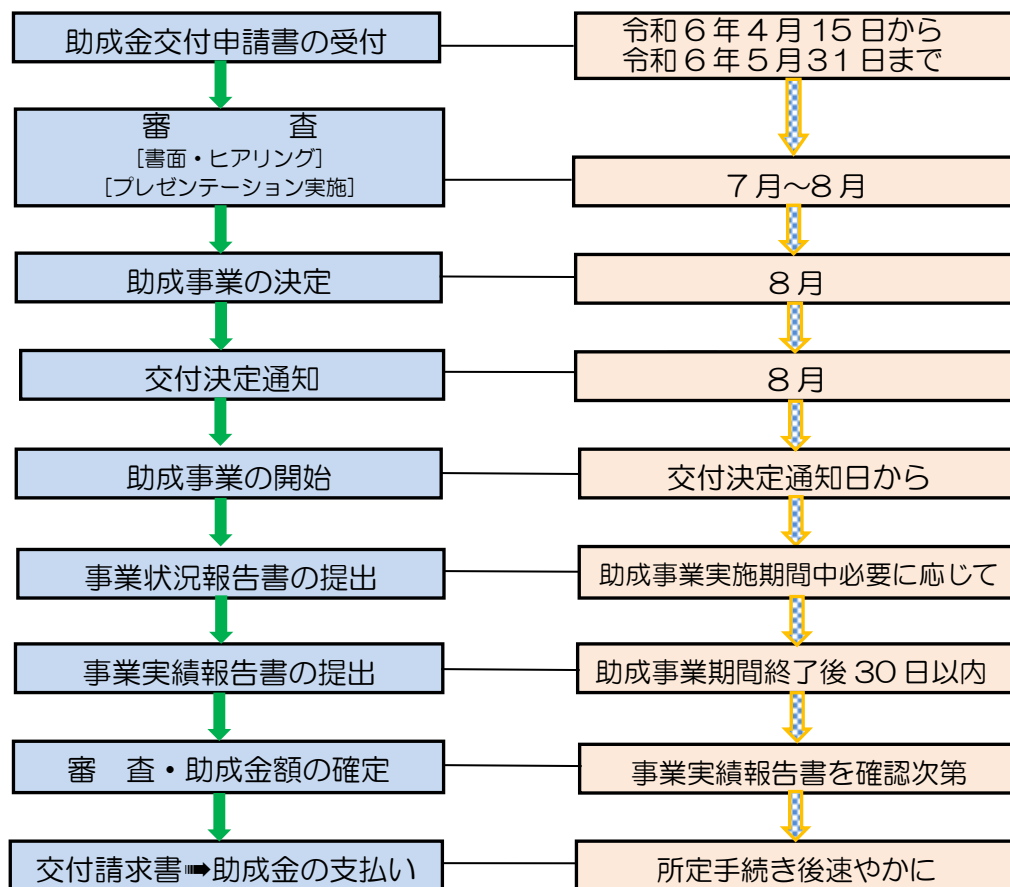 助成金交付申請書の受付
令和６年４月15日から
令和６年５月３１日まで
審　　　査
［書面・ヒアリング］
［プレゼンテーション実施］
７月～８月
助成事業の決定
８月
交付決定通知
８月
助成事業の開始
交付決定通知日から
事業状況報告書の提出
助成事業実施期間中必要に応じて
事業実績報告書の提出
助成事業期間終了後30日以内
審　査・助成金額の確定
事業実績報告書を確認次第
交付請求書➠助成金の支払い
所定手続き後速やかに